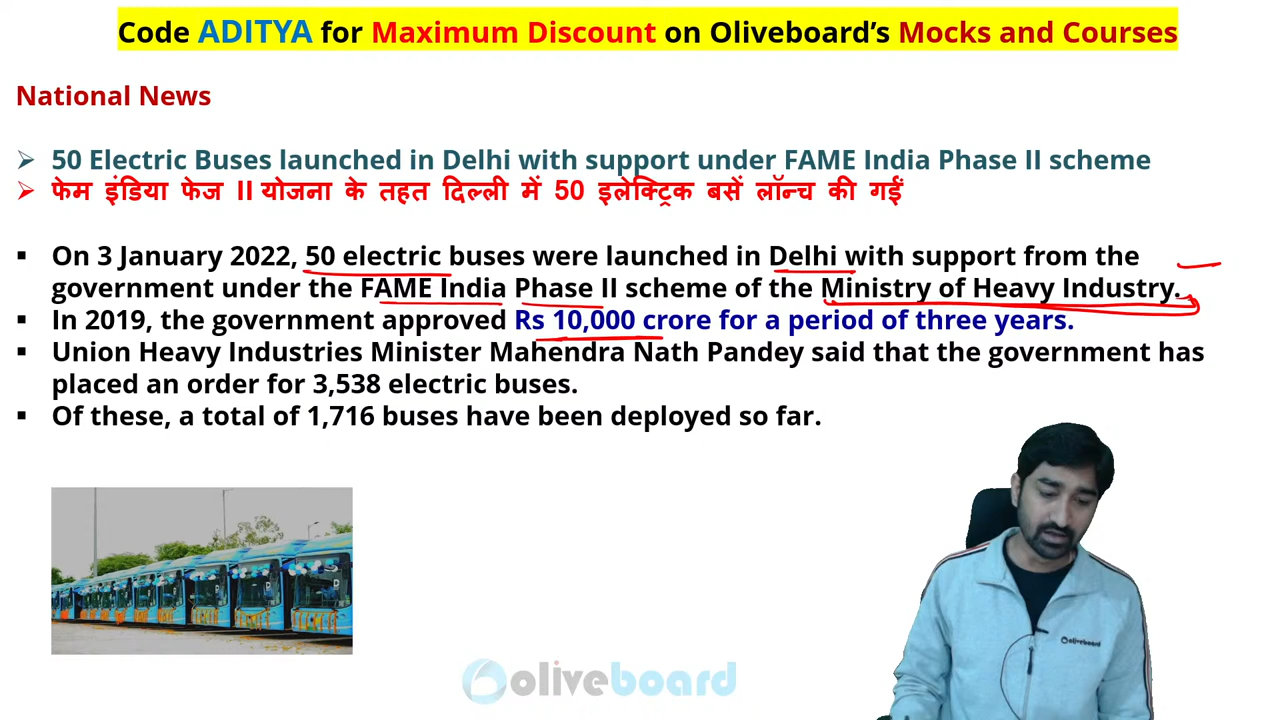 Code ADITYA for Maximum Discount on Oliveboard's Mocks and Courses
National News
50 Electric Buses launched in Delhi with support under FAME India Phase II scheme
फेम इंडिया फेज II योजना के तहत दिल्ली में 50 इलेक्ट्रिक बसें लॉन्च की गईं
On 3 January 2022, 50 electric buses were launched in Delhi with support from the
government under the FAME India Phase II scheme of the Ministry of Heavy Industry.
In 2019, the government approved Rs 10,000 crore for a period of three years.
Union Heavy Industries Minister Mahendra Nath Pandey said that the government has
placed an order for 3,538 electric buses.
Of these, a total of 1,716 buses have been deployed so far.
oliveboard
oliveboard